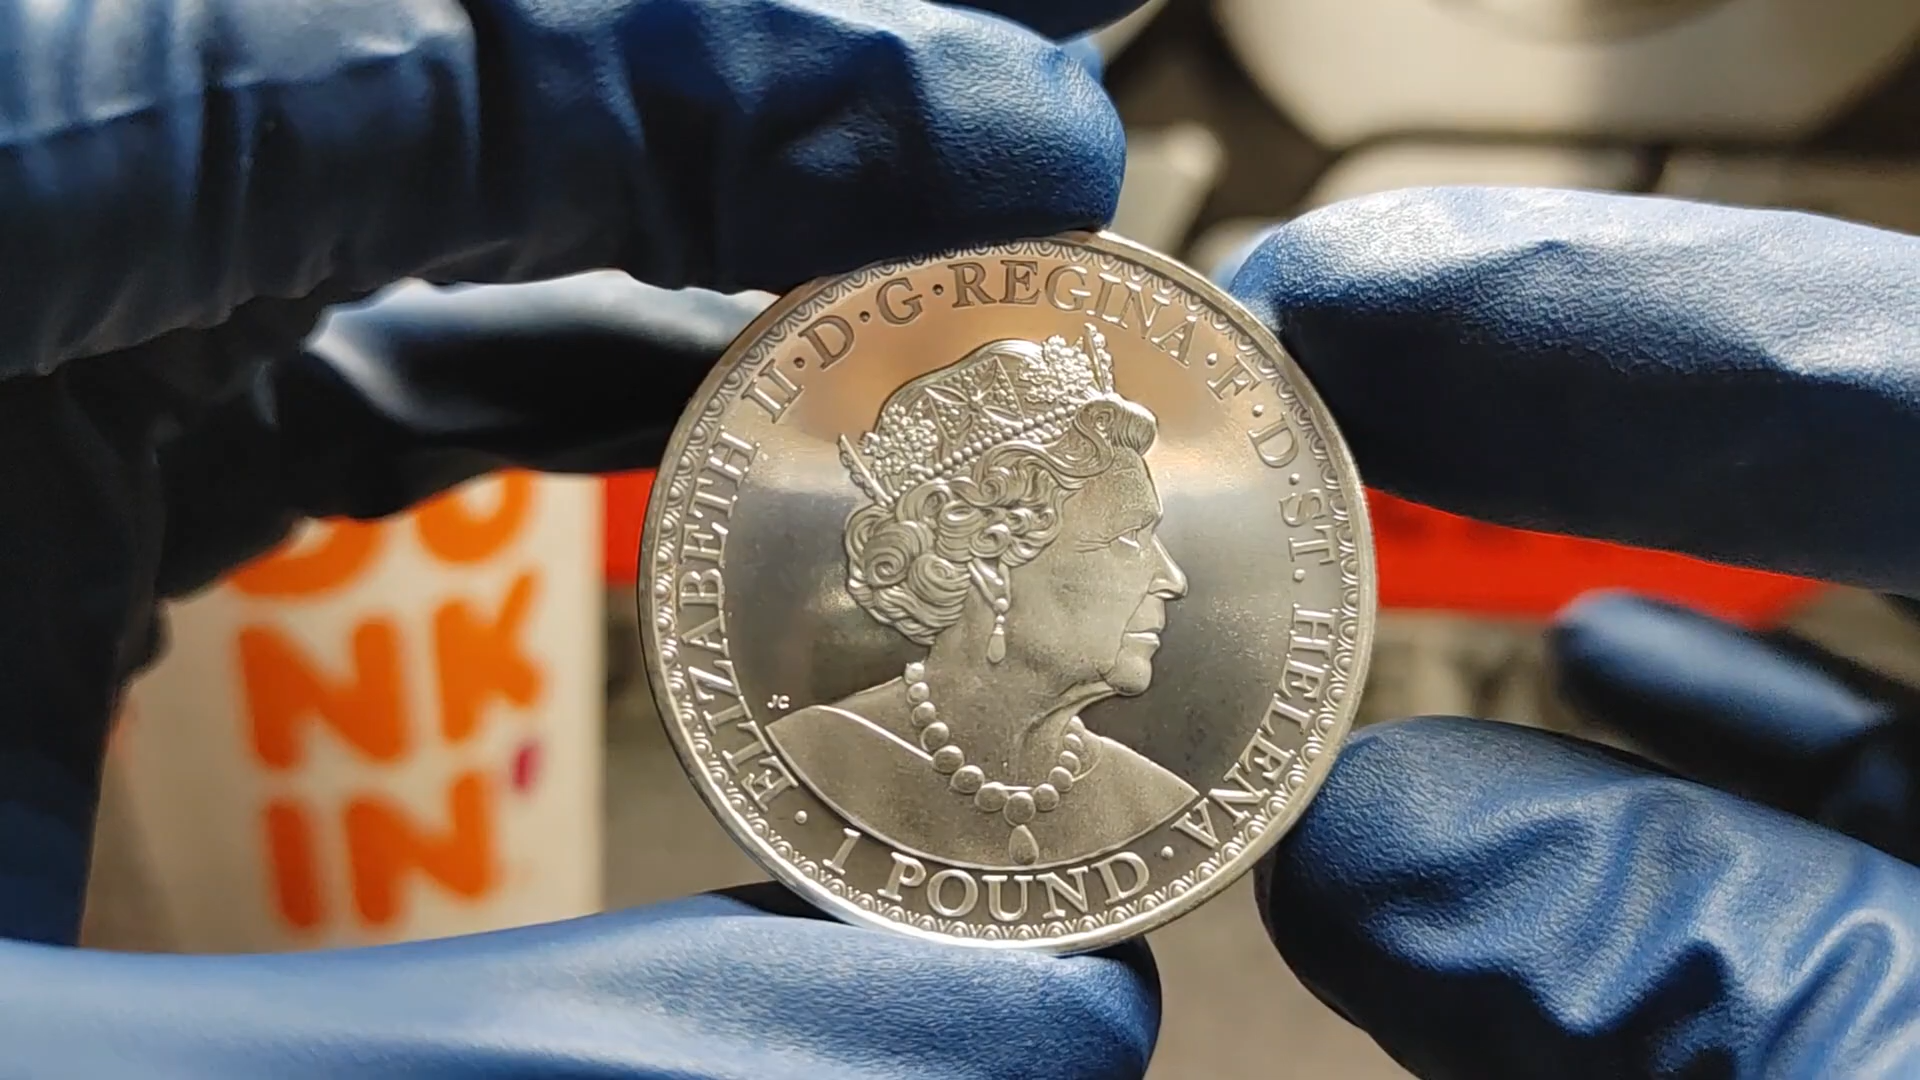 ELIZABETH II · D · G · REGINA · F · D · ST. HELENA ·
1 POUND ·
JC
NK
IN'